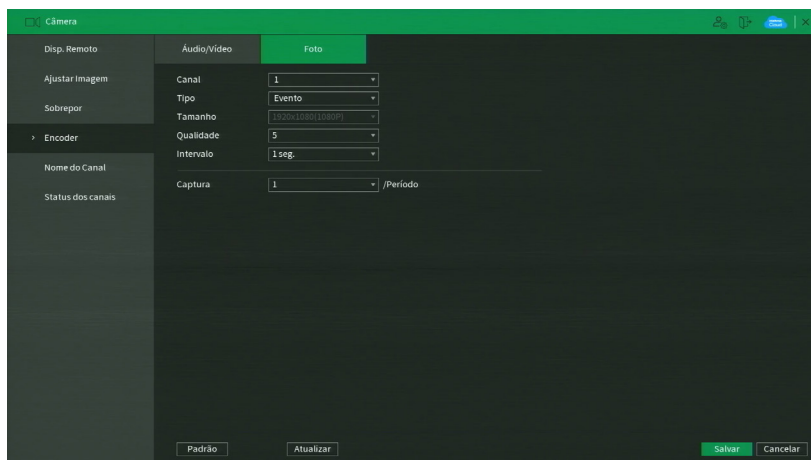 Câmera
Disp. Remoto
Ajustar Imagem
Sobrepor
> Encoder
Nome do Canal
Status dos canais
Áudio/Vídeo Foto
Canal 1
Tipo Evento
Tamanho 1920x1080(1080P)
Qualidade 5
Intervalo 1 seg.
Captura 1 /Período
Padrão Atualizar Salvar Cancelar